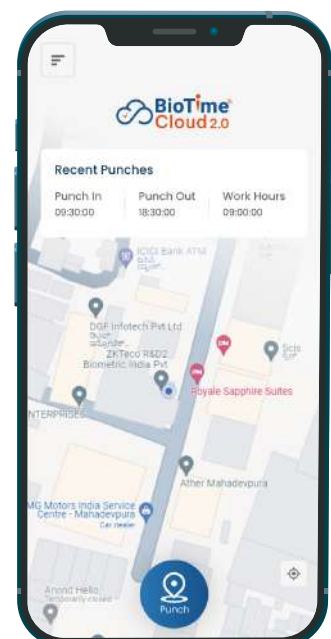 BioTime
Cloud 2.0
Recent Punches
Punch In
Punch Out
Work Hours
09:30:00
18:30:00
09:00:00
ICICI Bank ATM
DGF Infotech Pvt Ltd
ZKTeco R&D2
Biometric India Pvt
Royale Sapphire Suites
NTERPRISES
Ather Mahadevpura
MG Motors India Service
Centre - Mahadevpura
Car dealer
Anond Hello,
Temporarily closed
Punch